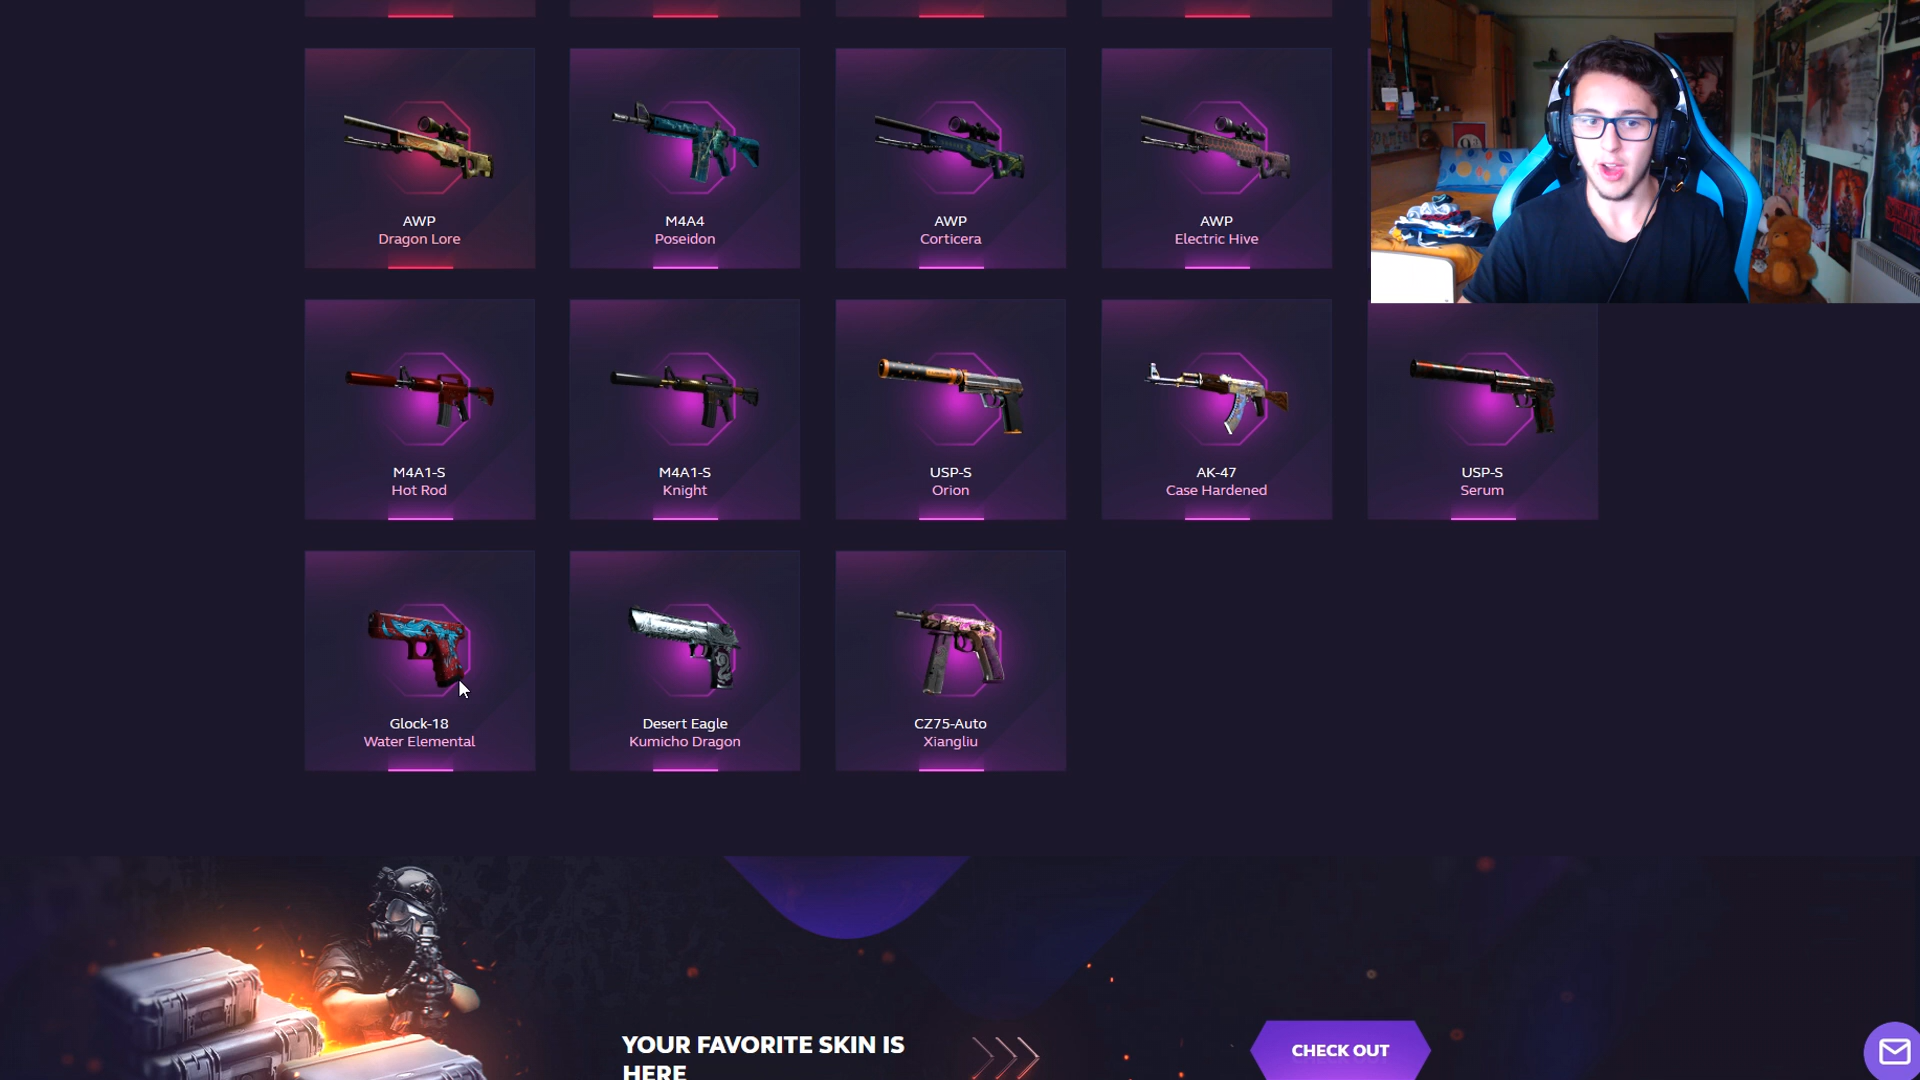 AWP
Dragon Lore
M4A4
Poseidon
AWP
Corticera
AWP
Electric Hive
M4A1-S
Hot Rod
M4A1-S
Knight
USP-S
Orion
AK-47
Case Hardened
USP-S
Serum
Glock-18
Water Elemental
Desert Eagle
Kumicho Dragon
CZ75-Auto
Xiangliu
YOUR FAVORITE SKIN IS
HERE
CHECK OUT